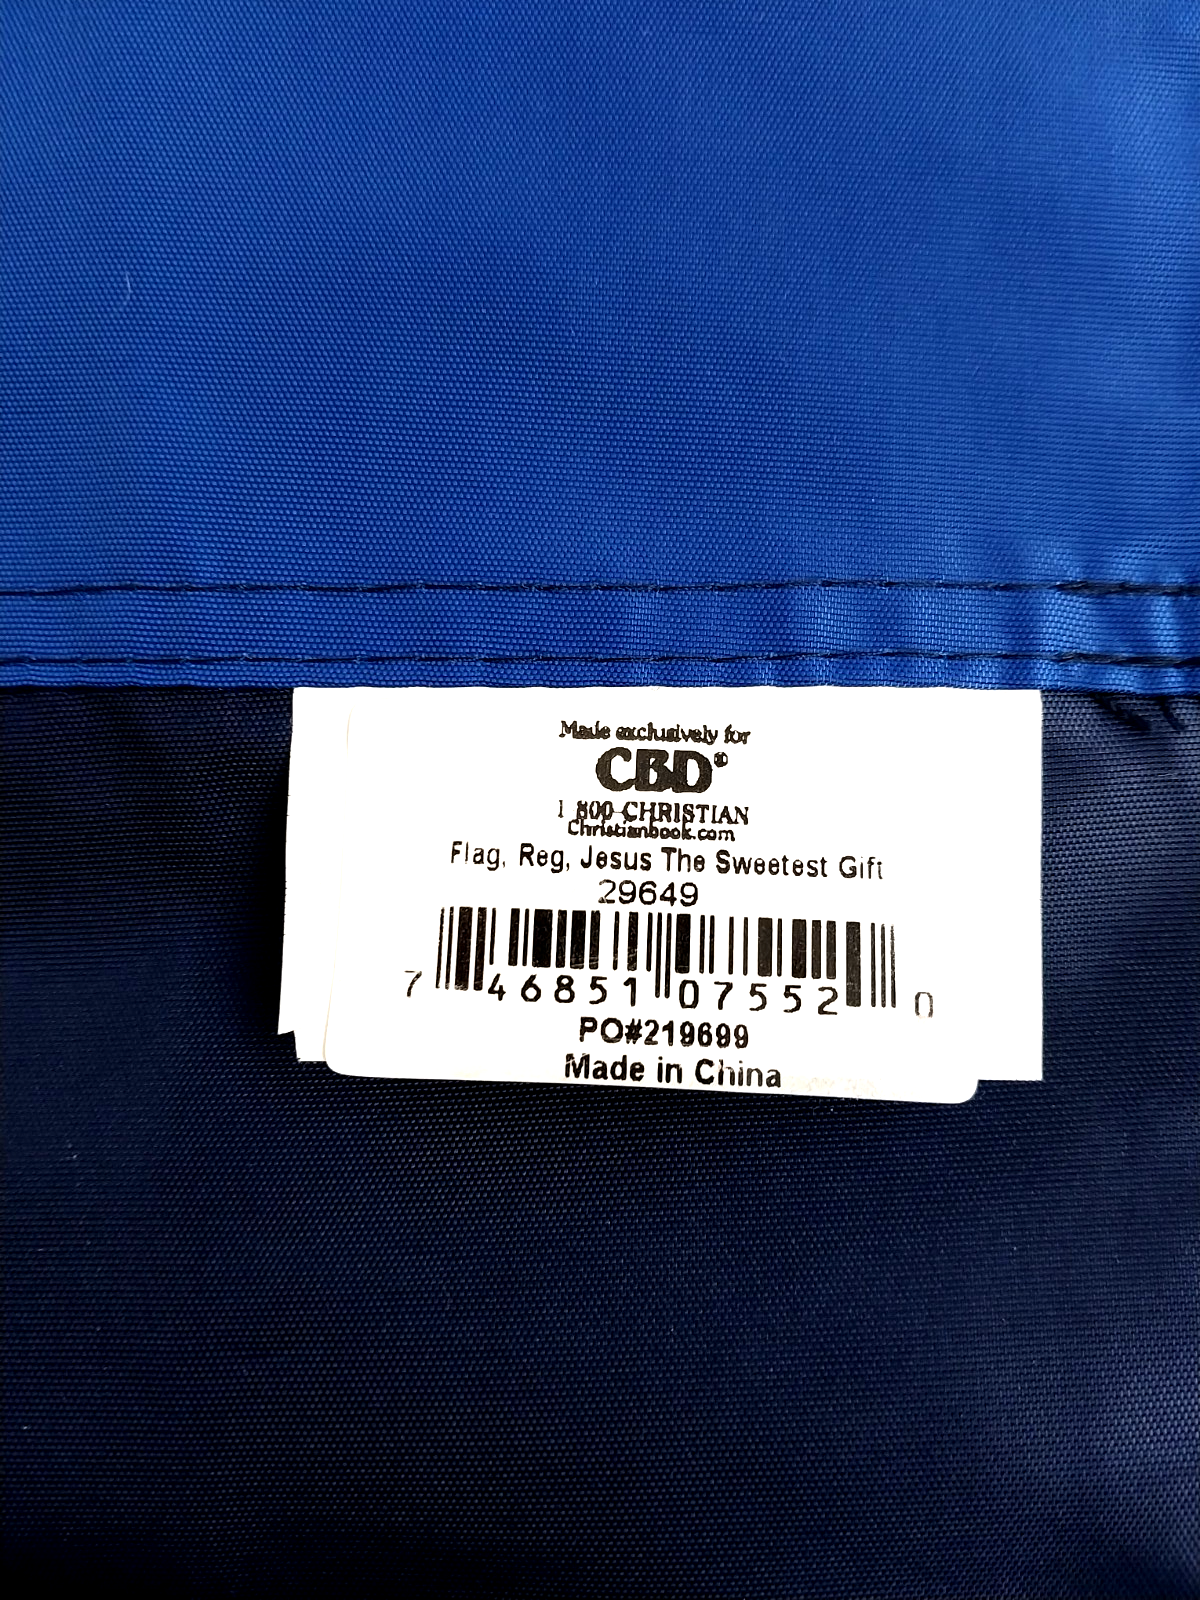 Made exclusively for
CBD®
1 800-CHRISTIAN
Christianbook.com
Flag, Reg, Jesus The Sweetest Gift
29649
7 46851 07552 0
PO#219699
Made in China